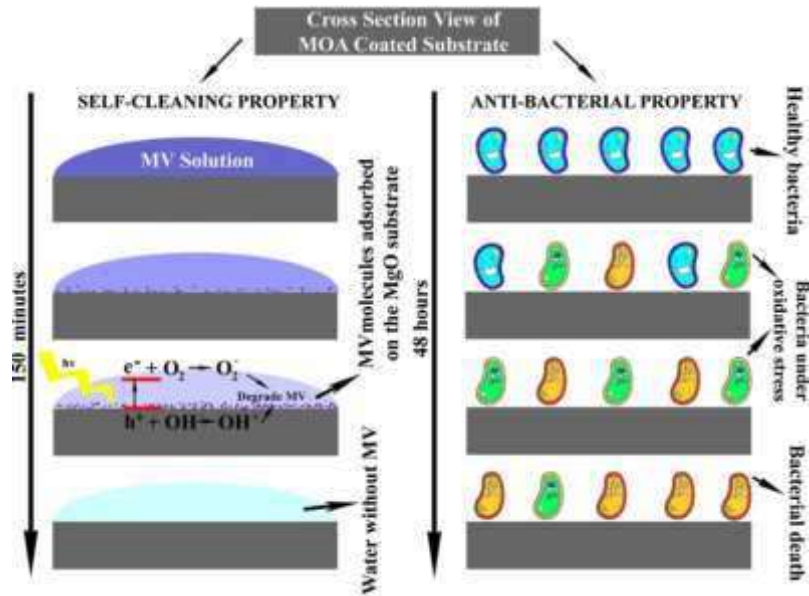 Cross Section View of
MOA Coated Substrate
SELF-CLEANING PROPERTY
150 minutes
MV Solution
hν
e⁻ + O₂ → O₂⁻
Degrade MV
h⁺ + OH → OH
MV molecules adsorbed
on the MgO substrate
Water without MV
ANTI-BACTERIAL PROPERTY
48 hours
Healthy bacteria
Bacteria under
oxidative stress
Bacterial death